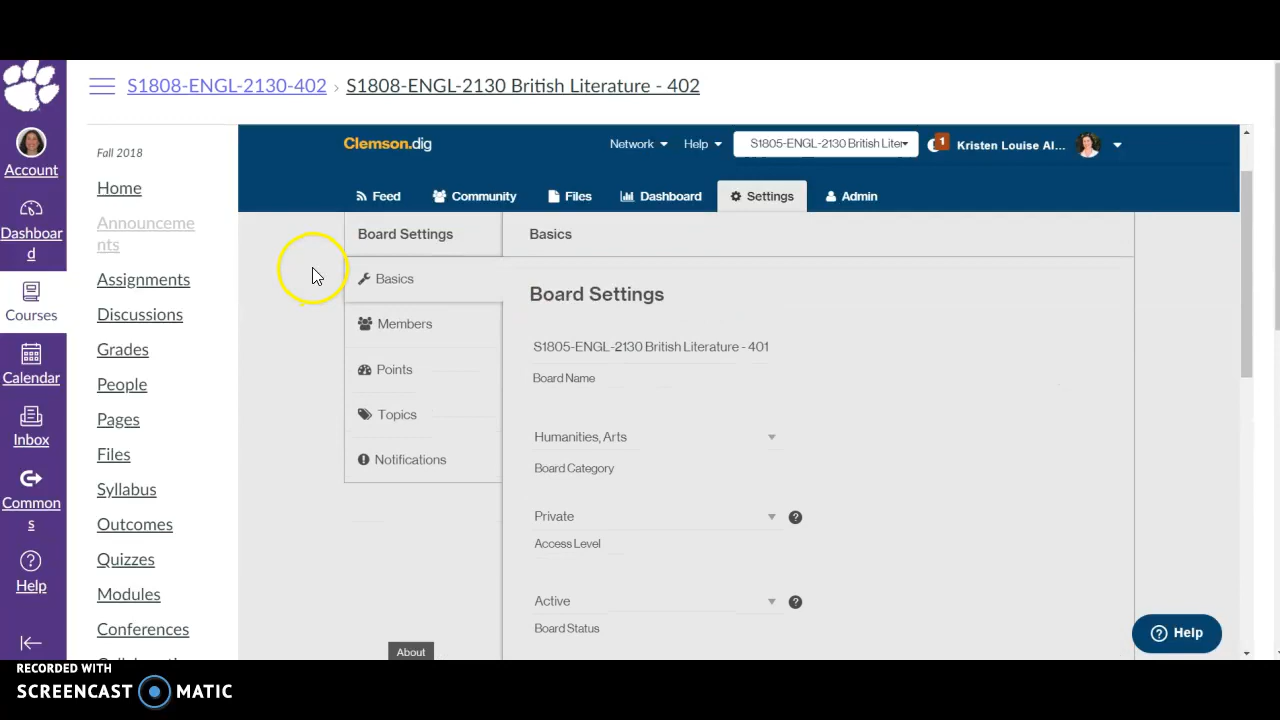 S1808-ENGL-2130-402 › S1808-ENGL-2130 British Literature - 402
Account
Dashboar
d
Courses
Calendar
Inbox
Common
s
Help
Fall 2018
Home
Announceme
nts
Assignments
Discussions
Grades
People
Pages
Files
Syllabus
Outcomes
Quizzes
Modules
Conferences
Clemson.dig
Network
Help
S1805-ENGL-2130 British Liter
1
Kristen Louise Al...
Feed
Community
Files
Dashboard
Settings
Admin
Board Settings
Basics
Members
Points
Topics
Notifications
Basics
Board Settings
S1805-ENGL-2130 British Literature - 401
Board Name
Humanities, Arts
Board Category
Private
Access Level
Active
Board Status
About
Help
RECORDED WITH
SCREENCAST MATIC